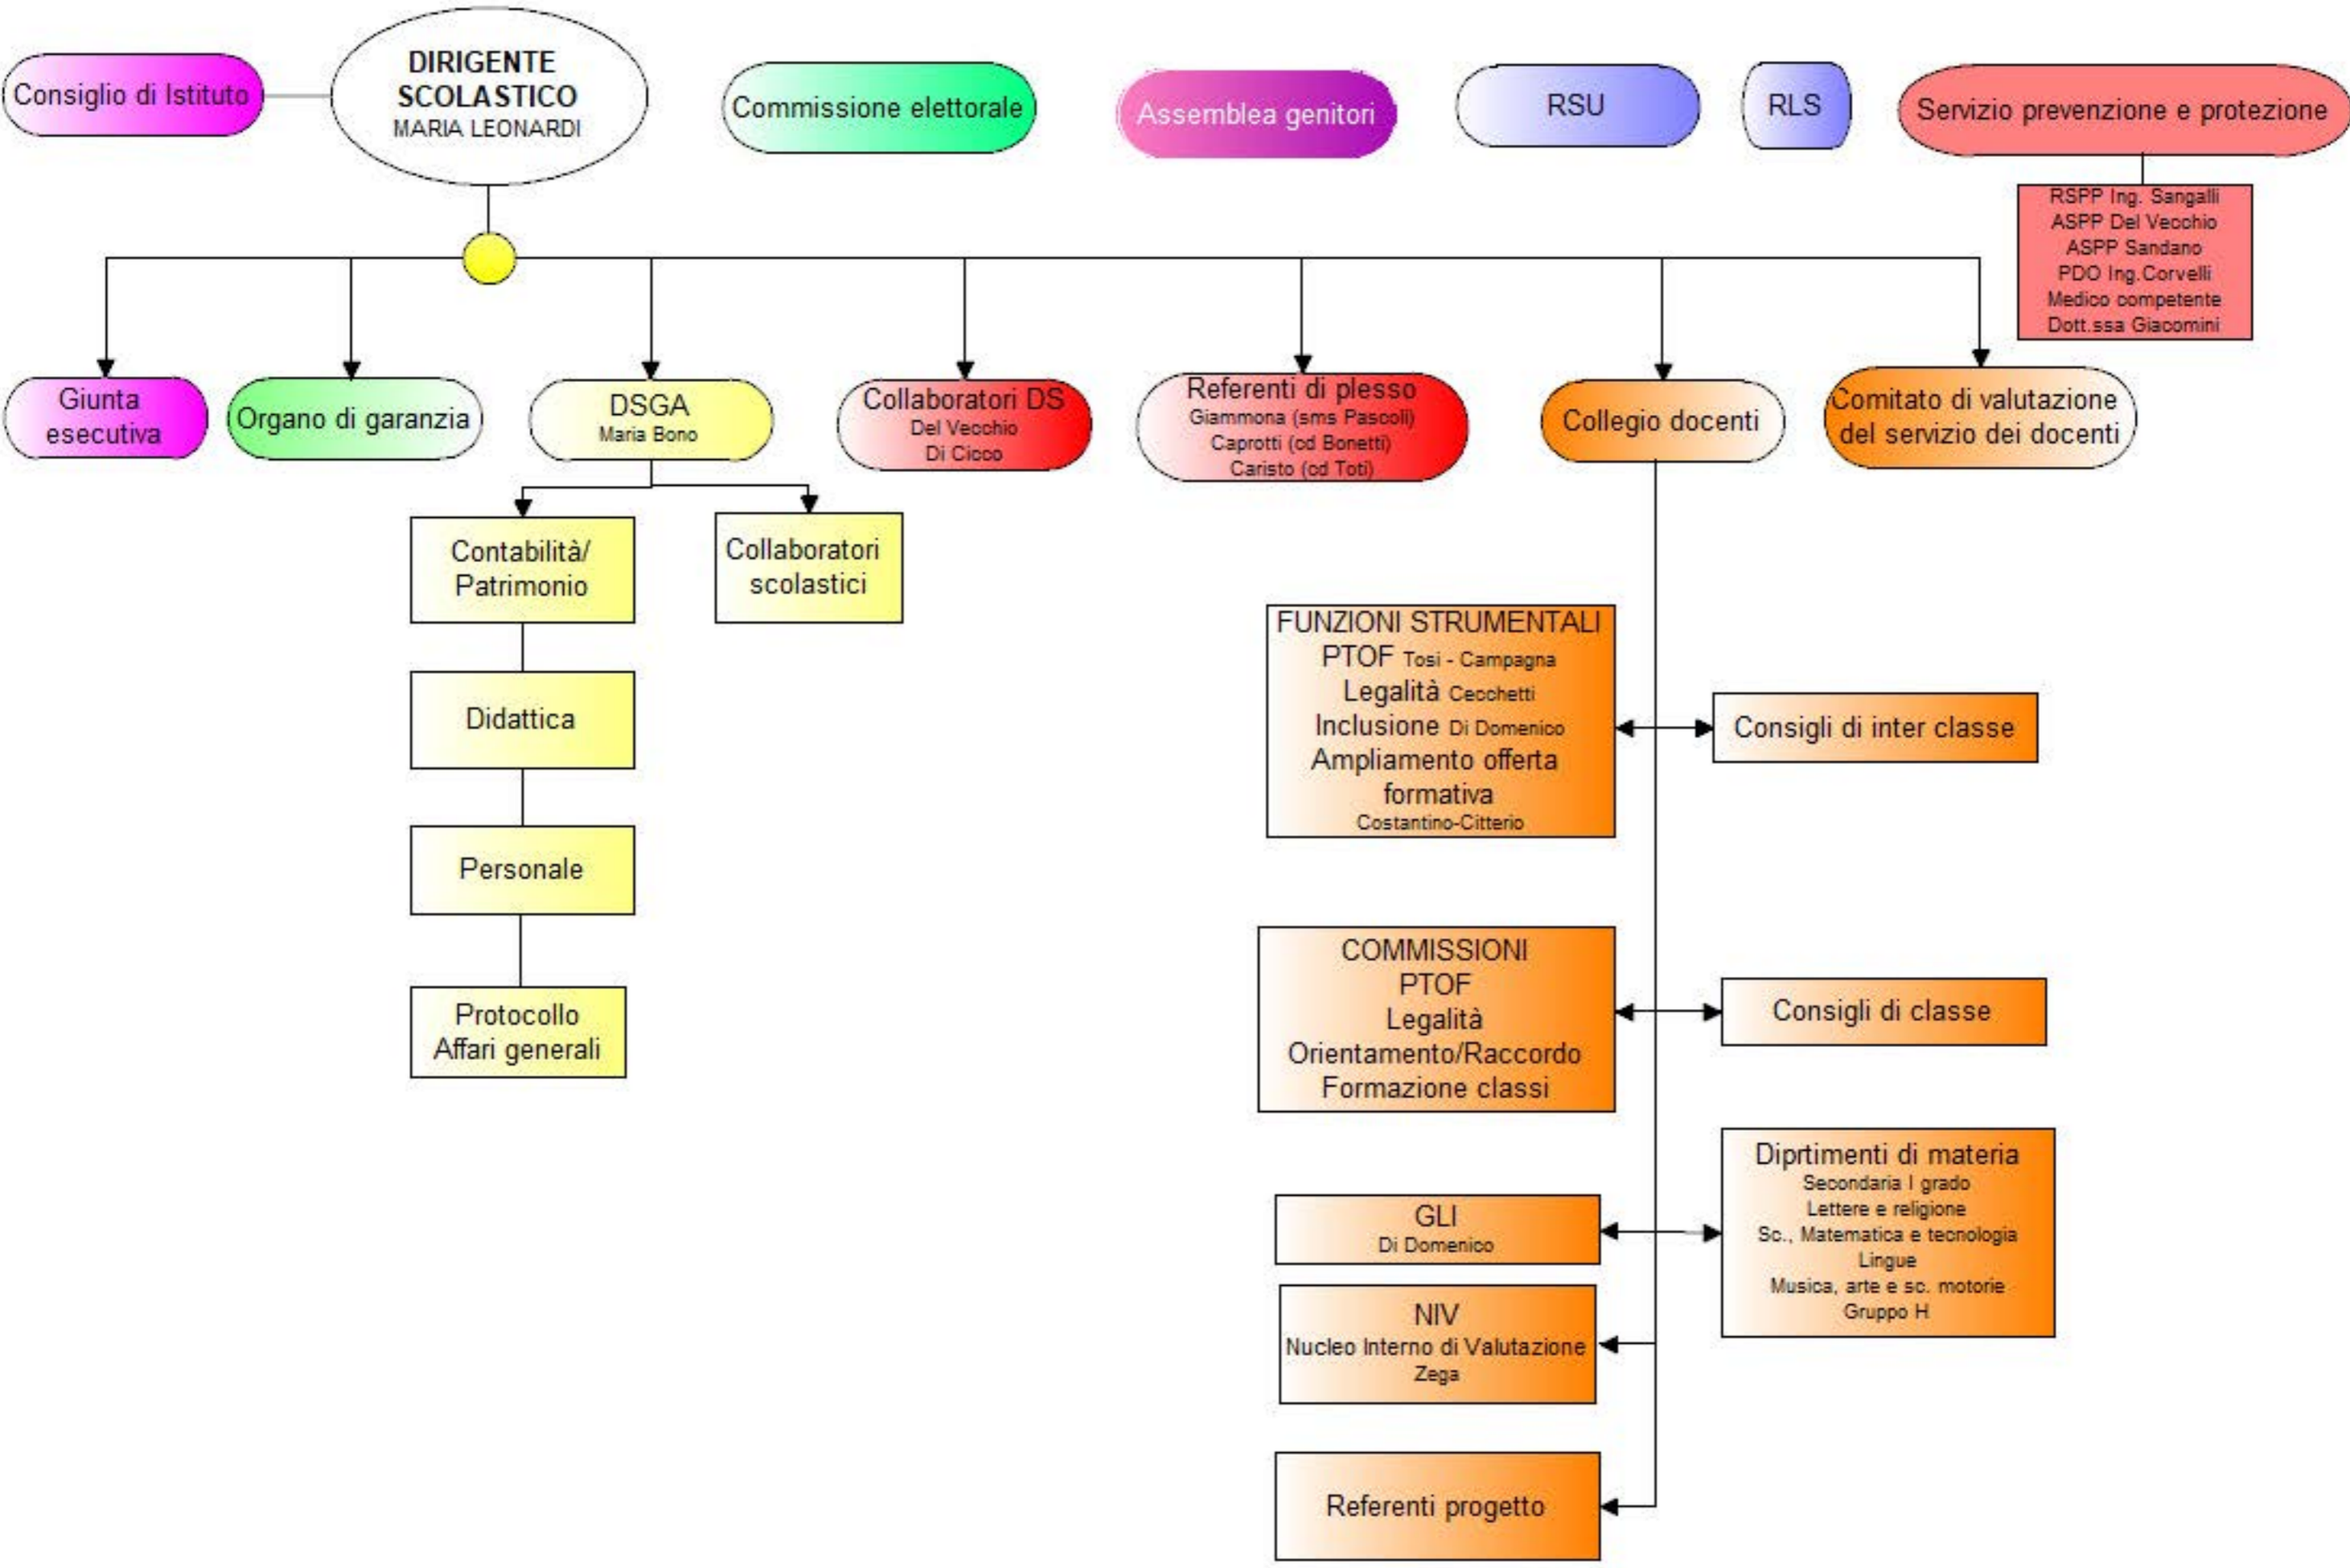 Consiglio di Istituto
DIRIGENTE
SCOLASTICO
MARIA LEONARDI
Commissione elettorale
Assemblea genitori
RSU
RLS
Servizio prevenzione e protezione
RSPP Ing. Sangalli
ASPP Del Vecchio
ASPP Sandano
PDO Ing.Corvelli
Medico competente
Dott.ssa Giacomini
Giunta
esecutiva
Organo di garanzia
DSGA
Maria Bono
Collaboratori DS
Del Vecchio
Di Cicco
Referenti di plesso
Giammona (sms Pascoli)
Caprotti (cd Bonetti)
Caristo (cd Toti)
Collegio docenti
Comitato di valutazione
del servizio dei docenti
Contabilità/
Patrimonio
Collaboratori
scolastici
Didattica
Personale
Protocollo
Affari generali
FUNZIONI STRUMENTALI
PTOF Tosi - Campagna
Legalità Cecchetti
Inclusione Di Domenico
Ampliamento offerta
formativa
Costantino-Citterio
Consigli di inter classe
COMMISSIONI
PTOF
Legalità
Orientamento/Raccordo
Formazione classi
Consigli di classe
GLI
Di Domenico
Diprtimenti di materia
Secondaria I grado
Lettere e religione
Sc., Matematica e tecnologia
Lingue
Musica, arte e sc. motorie
Gruppo H
NIV
Nucleo Interno di Valutazione
Zega
Referenti progetto